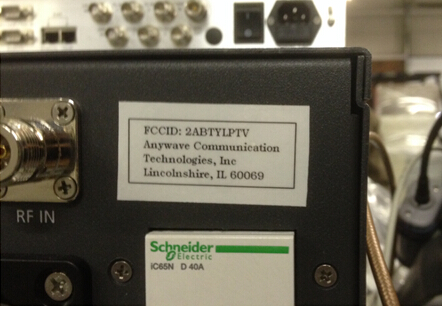 FCCID: 2ABTYLPTV
Anywave Communication
Technologies, Inc
Lincolnshire, IL 60069
RF IN
Schneider
Electric
iC65N D 40A